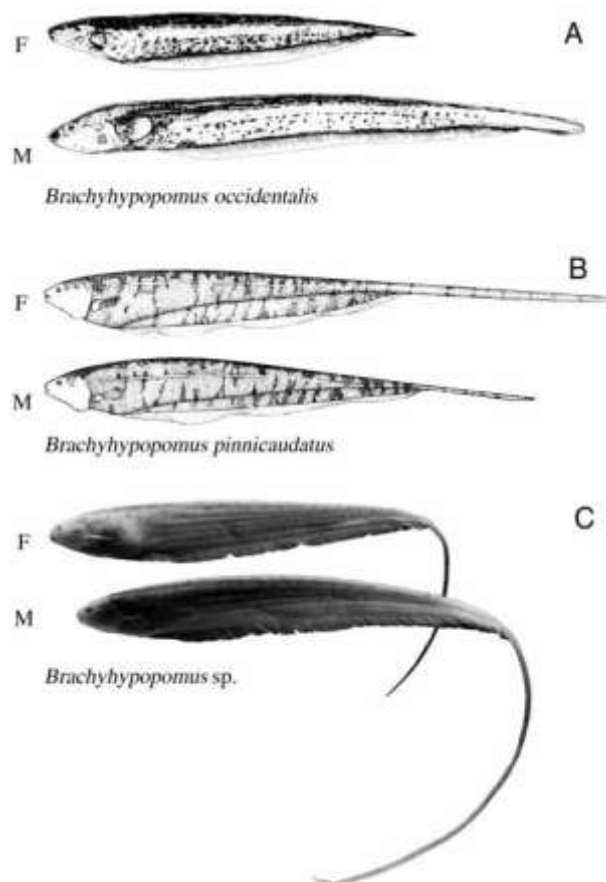 F
A
M
Brachyhypopomus occidentalis
B
F
M
Brachyhypopomus pinnicaudatus
C
F
M
Brachyhypopomus sp.